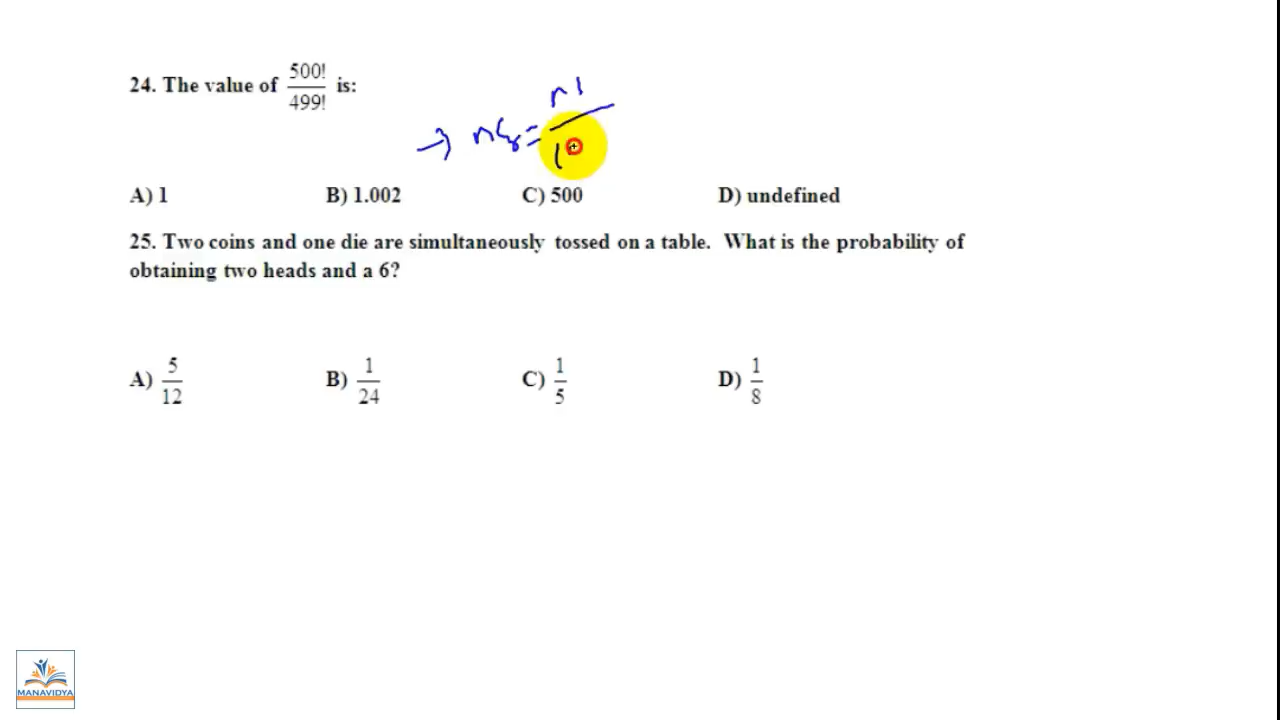 24. The value of 500!/499! is:
→ nCr = n!
(
A) 1 B) 1.002 C) 500 D) undefined
25. Two coins and one die are simultaneously tossed on a table. What is the probability of
obtaining two heads and a 6?
A) 5/12 B) 1/24 C) 1/5 D) 1/8
MANAVIDYA